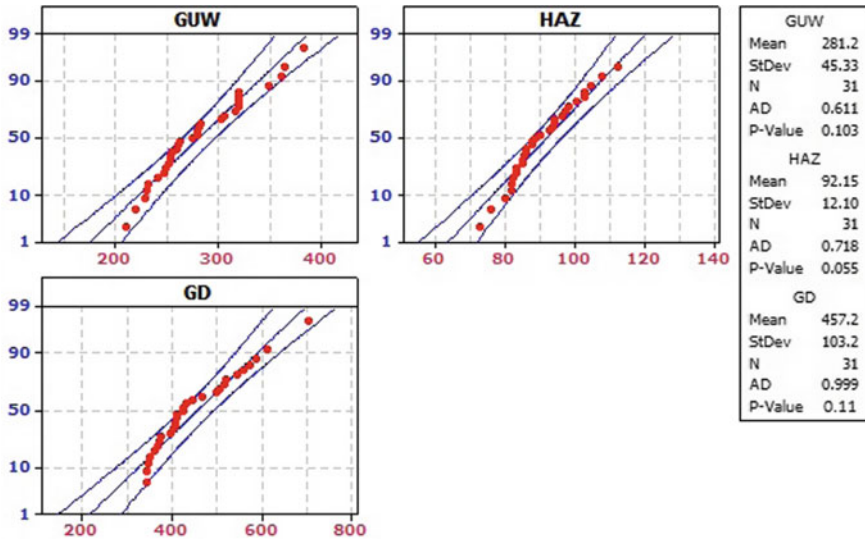 GUW
99
90
50
10
1
200
300
400
HAZ
99
90
50
10
1
60
80
100
120
140
GD
99
90
50
10
1
200
400
600
800
GUW
Mean 281.2
StDev 45.33
N 31
AD 0.611
P-Value 0.103
HAZ
Mean 92.15
StDev 12.10
N 31
AD 0.718
P-Value 0.055
GD
Mean 457.2
StDev 103.2
N 31
AD 0.999
P-Value 0.11